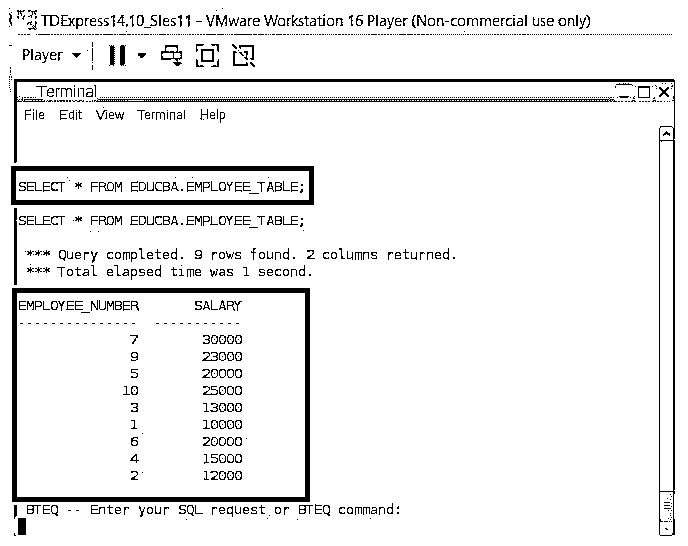 TDExpress14.10_Sles11 - VMware Workstation 16 Player (Non-commercial use only)
Player
Terminal
File Edit View Terminal Help
SELECT * FROM EDUCBA.EMPLOYEE_TABLE;
SELECT * FROM EDUCBA.EMPLOYEE_TABLE;
*** Query completed. 9 rows found. 2 columns returned.
*** Total elapsed time was 1 second.
EMPLOYEE_NUMBER SALARY
--------------- -----------
7 30000
9 23000
5 20000
10 25000
3 13000
1 10000
6 20000
4 15000
2 12000
BTEQ -- Enter your SQL request or BTEQ command: